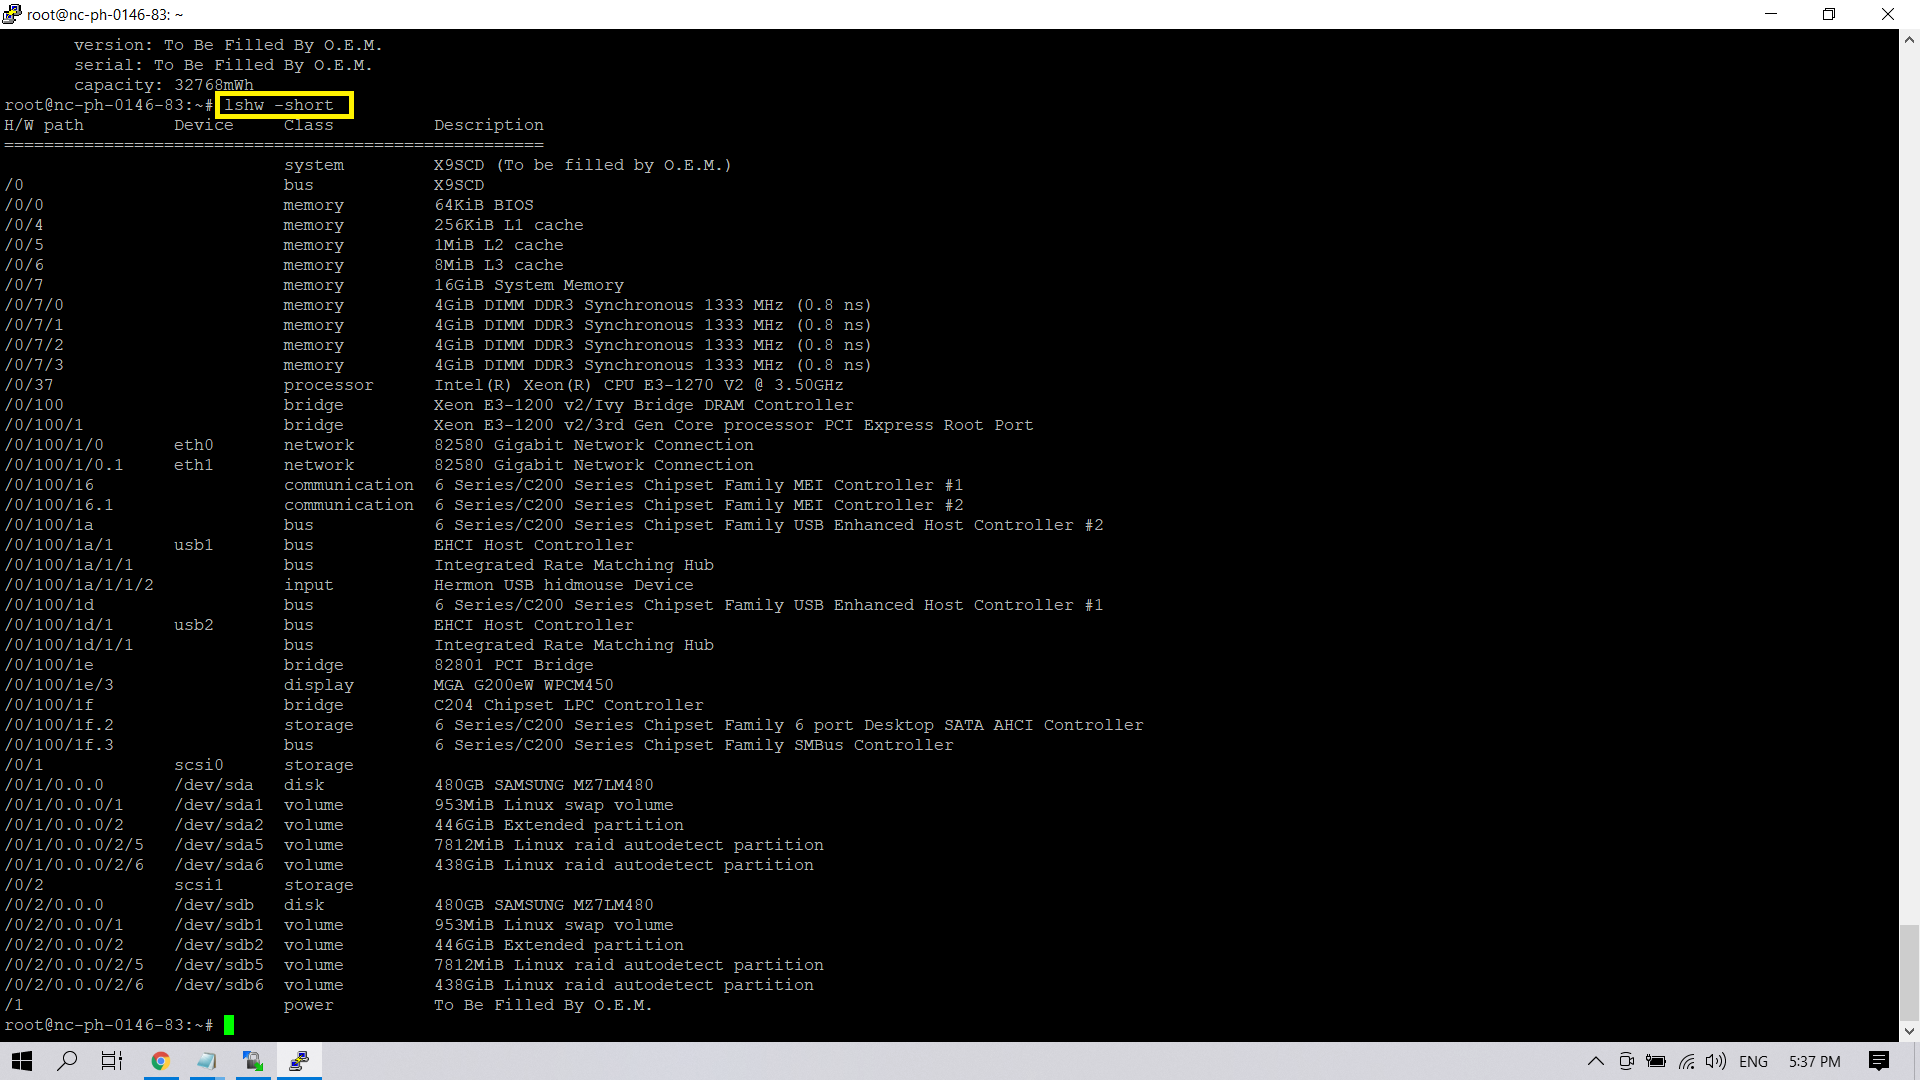 root@nc-ph-0146-83: ~
version: To Be Filled By O.E.M.
serial: To Be Filled By O.E.M.
capacity: 32768mWh
root@nc-ph-0146-83:~# lshw -short
H/W path Device Class Description
======================================================
system X9SCD (To be filled by O.E.M.)
/0 bus X9SCD
/0/0 memory 64KiB BIOS
/0/4 memory 256KiB L1 cache
/0/5 memory 1MiB L2 cache
/0/6 memory 8MiB L3 cache
/0/7 memory 16GiB System Memory
/0/7/0 memory 4GiB DIMM DDR3 Synchronous 1333 MHz (0.8 ns)
/0/7/1 memory 4GiB DIMM DDR3 Synchronous 1333 MHz (0.8 ns)
/0/7/2 memory 4GiB DIMM DDR3 Synchronous 1333 MHz (0.8 ns)
/0/7/3 memory 4GiB DIMM DDR3 Synchronous 1333 MHz (0.8 ns)
/0/37 processor Intel(R) Xeon(R) CPU E3-1270 V2 @ 3.50GHz
/0/100 bridge Xeon E3-1200 v2/Ivy Bridge DRAM Controller
/0/100/1 bridge Xeon E3-1200 v2/3rd Gen Core processor PCI Express Root Port
/0/100/1/0 eth0 network 82580 Gigabit Network Connection
/0/100/1/0.1 eth1 network 82580 Gigabit Network Connection
/0/100/16 communication 6 Series/C200 Series Chipset Family MEI Controller #1
/0/100/16.1 communication 6 Series/C200 Series Chipset Family MEI Controller #2
/0/100/1a bus 6 Series/C200 Series Chipset Family USB Enhanced Host Controller #2
/0/100/1a/1 usb1 bus EHCI Host Controller
/0/100/1a/1/1 bus Integrated Rate Matching Hub
/0/100/1a/1/1/2 input Hermon USB hidmouse Device
/0/100/1d bus 6 Series/C200 Series Chipset Family USB Enhanced Host Controller #1
/0/100/1d/1 usb2 bus EHCI Host Controller
/0/100/1d/1/1 bus Integrated Rate Matching Hub
/0/100/1e bridge 82801 PCI Bridge
/0/100/1e/3 display MGA G200eW WPCM450
/0/100/1f bridge C204 Chipset LPC Controller
/0/100/1f.2 storage 6 Series/C200 Series Chipset Family 6 port Desktop SATA AHCI Controller
/0/100/1f.3 bus 6 Series/C200 Series Chipset Family SMBus Controller
/0/1 scsi0 storage
/0/1/0.0.0 /dev/sda disk 480GB SAMSUNG MZ7LM480
/0/1/0.0.0/1 /dev/sda1 volume 953MiB Linux swap volume
/0/1/0.0.0/2 /dev/sda2 volume 446GiB Extended partition
/0/1/0.0.0/2/5 /dev/sda5 volume 7812MiB Linux raid autodetect partition
/0/1/0.0.0/2/6 /dev/sda6 volume 438GiB Linux raid autodetect partition
/0/2 scsi1 storage
/0/2/0.0.0 /dev/sdb disk 480GB SAMSUNG MZ7LM480
/0/2/0.0.0/1 /dev/sdb1 volume 953MiB Linux swap volume
/0/2/0.0.0/2 /dev/sdb2 volume 446GiB Extended partition
/0/2/0.0.0/2/5 /dev/sdb5 volume 7812MiB Linux raid autodetect partition
/0/2/0.0.0/2/6 /dev/sdb6 volume 438GiB Linux raid autodetect partition
/1 power To Be Filled By O.E.M.
root@nc-ph-0146-83:~#
ENG 5:37 PM